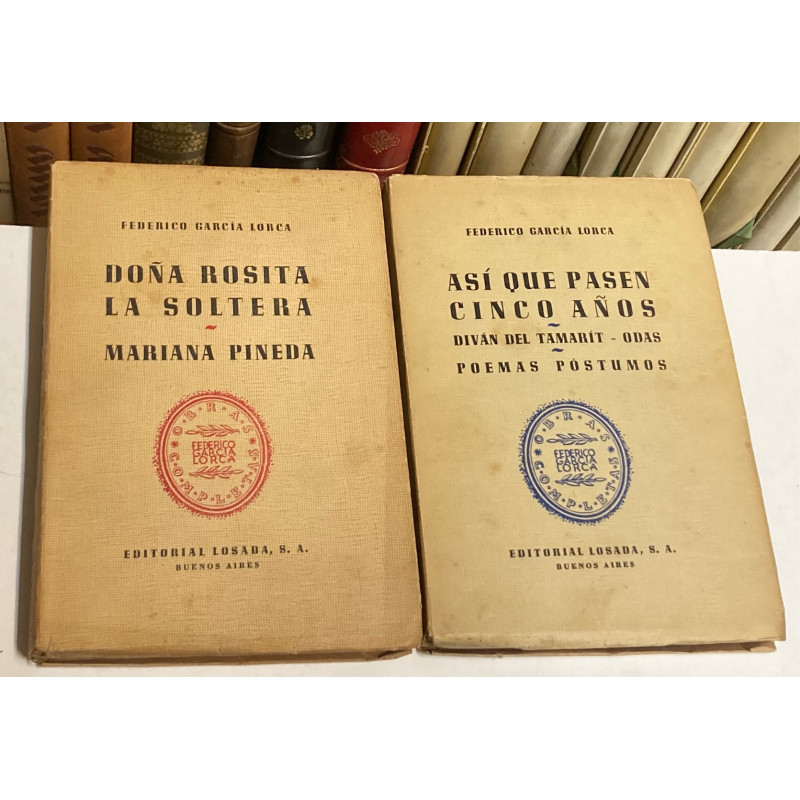 FEDERICO GARCÍA LORCA
DOÑA ROSITA
LA SOLTERA
~
MARIANA PINEDA
OBRAS COMPLETAS
FEDERICO
GARCÍA
LORCA
EDITORIAL LOSADA, S. A.
BUENOS AIRES
FEDERICO GARCÍA LORCA
ASÍ QUE PASEN
CINCO AÑOS
~
DIVÁN DEL TAMARÍT - ODAS
~
POEMAS PÓSTUMOS
OBRAS COMPLETAS
FEDERICO
GARCÍA
LORCA
EDITORIAL LOSADA, S. A.
BUENOS AIRES